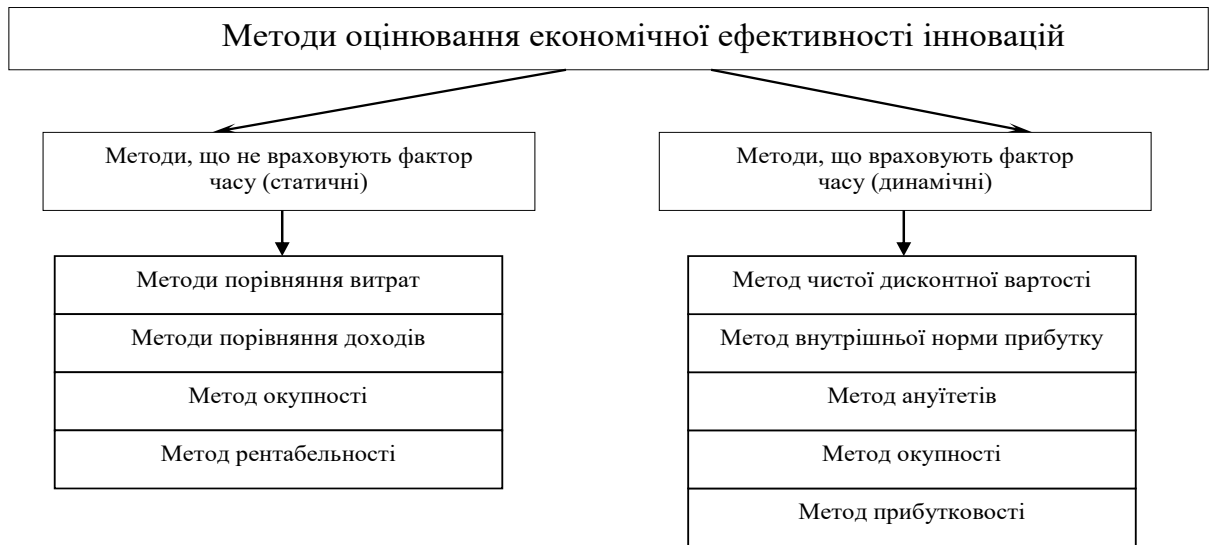 Методи оцінювання економічної ефективності інновацій
Методи, що не враховують фактор
часу (статичні)
Методи порівняння витрат
Методи порівняння доходів
Метод окупності
Метод рентабельності
Методи, що враховують фактор
часу (динамічні)
Метод чистої дисконтної вартості
Метод внутрішньої норми прибутку
Метод ануїтетів
Метод окупності
Метод прибутковості